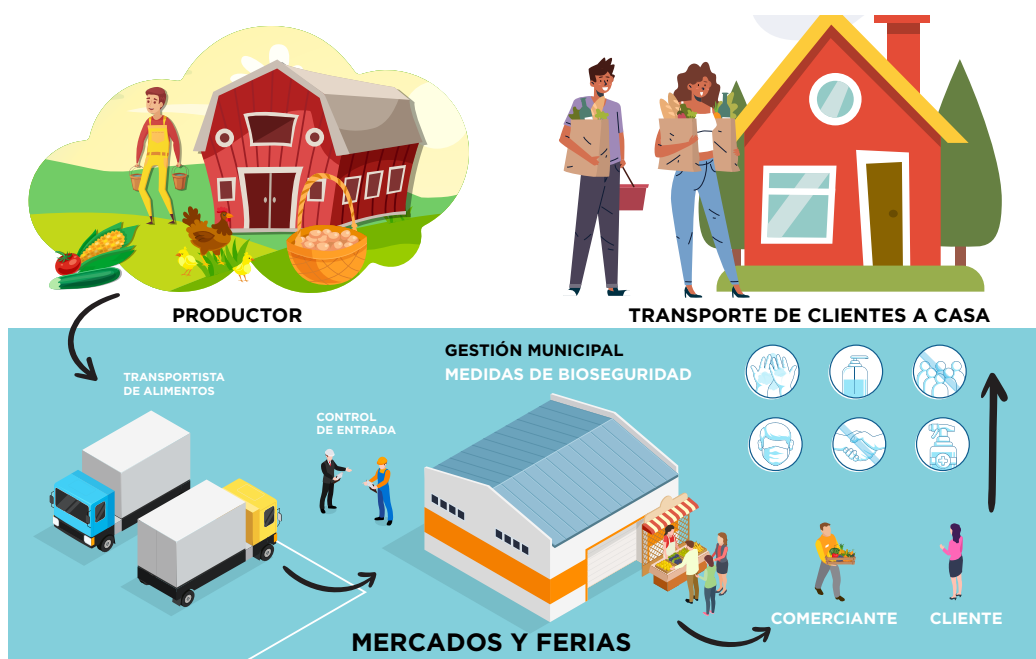 PRODUCTOR
TRANSPORTE DE CLIENTES A CASA
GESTIÓN MUNICIPAL
MEDIDAS DE BIOSEGURIDAD
TRANSPORTISTA
DE ALIMENTOS
CONTROL
DE ENTRADA
COMERCIANTE
CLIENTE
MERCADOS Y FERIAS